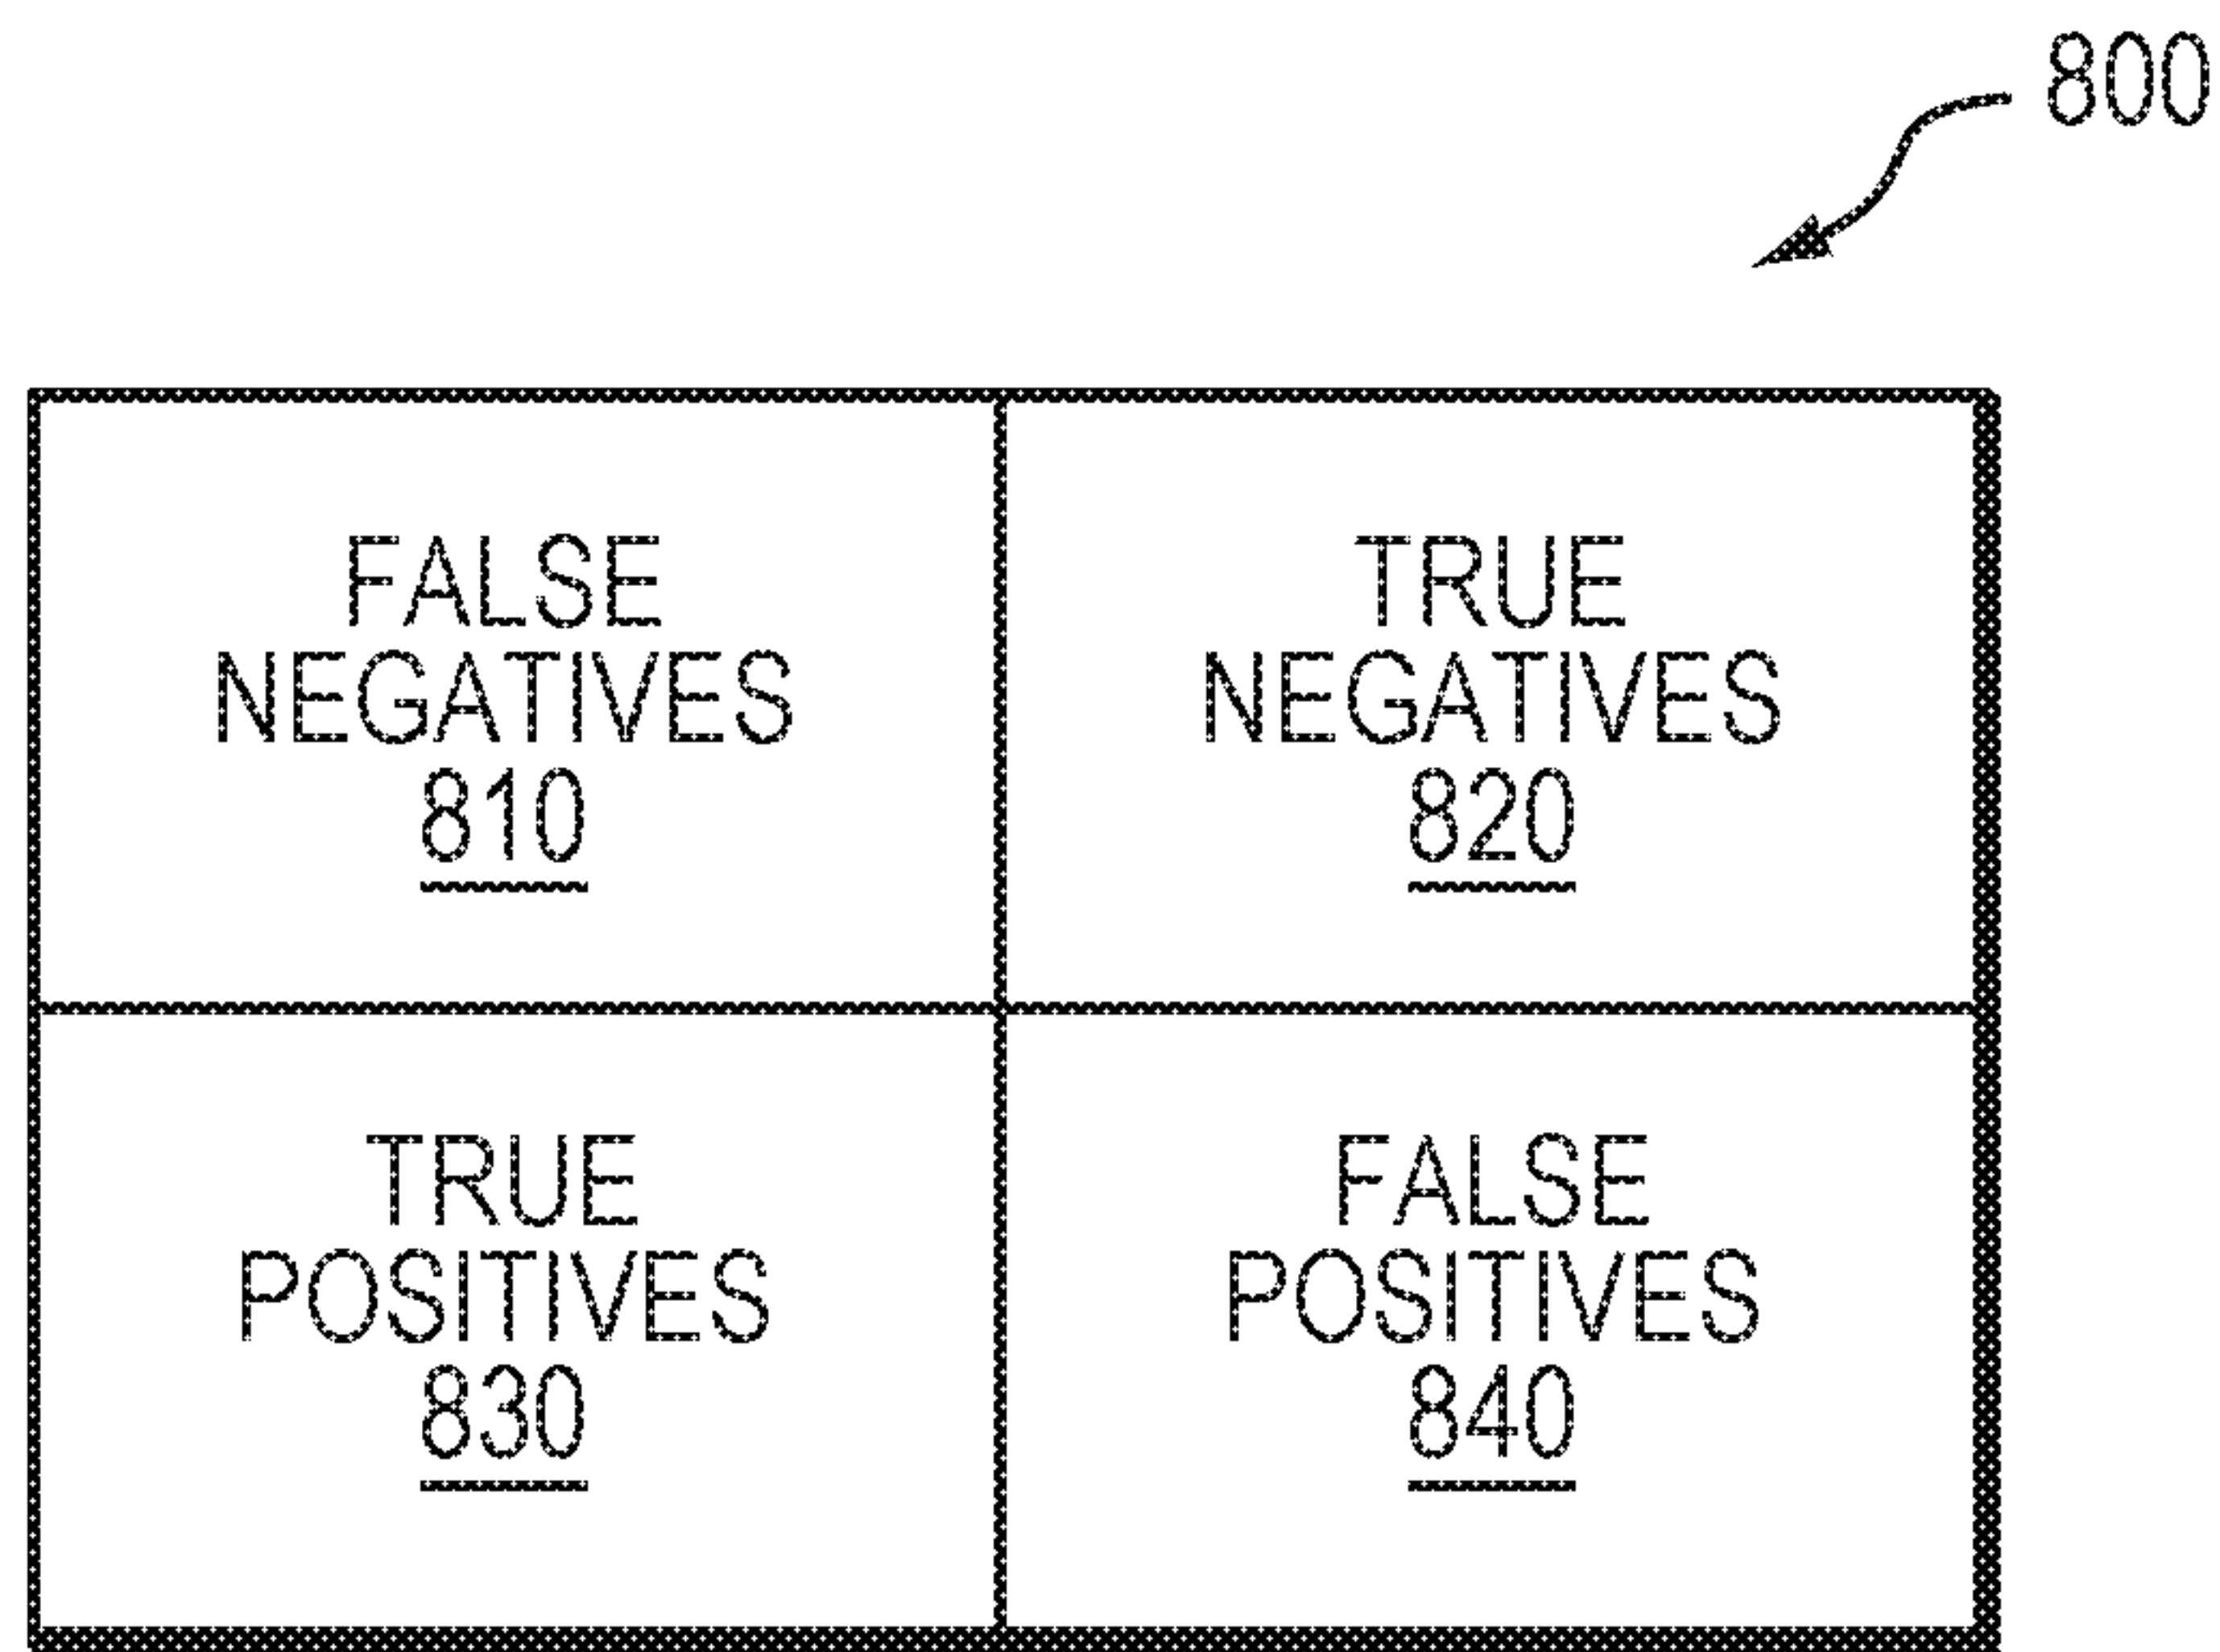 800
FALSE
NEGATIVES
810
TRUE
NEGATIVES
820
TRUE
POSITIVES
830
FALSE
POSITIVES
840